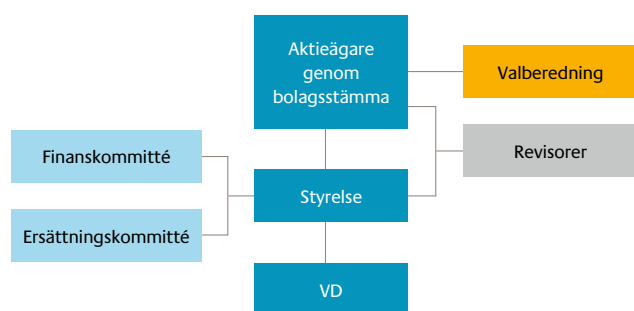 Aktieägare
genom
bolagsstämma
Valberedning
Finanskommitté
Revisorer
Styrelse
Ersättningskommitté
VD